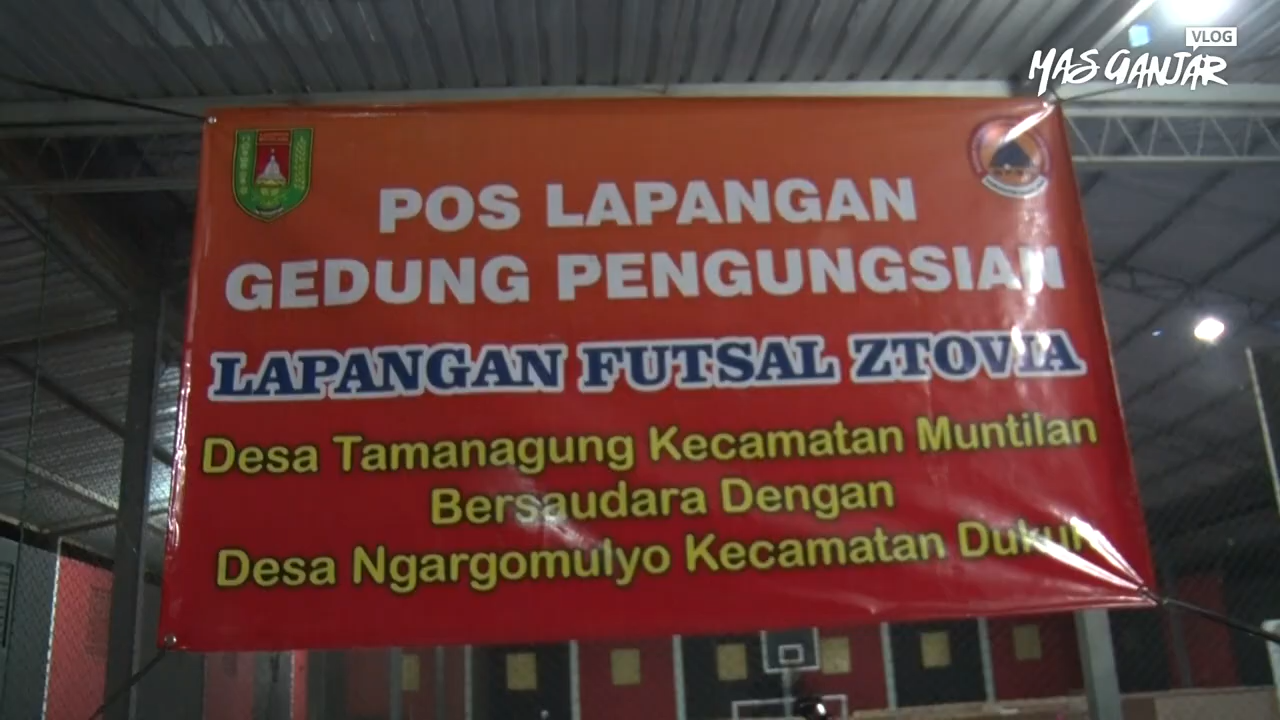 VLOG
MAS GANJAR
POS LAPANGAN
GEDUNG PENGUNGSIAN
LAPANGAN FUTSAL ZTOVIA
Desa Tamanagung Kecamatan Muntilan
Bersaudara Dengan
Desa Ngargomulyo Kecamatan Dukun